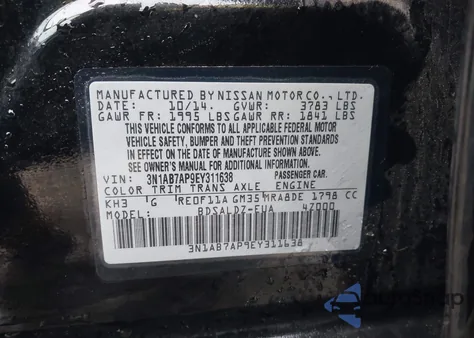 MANUFACTURED BY NISSAN MOTOR CO., LTD.
DATE: 10/14. GVWR: 3783 LBS
GAWR FR: 1995 LBS GAWR RR: 1841 LBS
THIS VEHICLE CONFORMS TO ALL APPLICABLE FEDERAL MOTOR
VEHICLE SAFETY, BUMPER AND THEFT PREVENTION STANDARDS
IN EFFECT ON THE DATE OF MANUFACTURE SHOWN ABOVE.
SEE OWNER'S MANUAL FOR ADDITIONAL INFORMATION
VIN: 3N1AB7AP9EY311638 PASSENGER CAR.
COLOR TRIM TRANS AXLE ENGINE
KH3 G RE0F11A GM35 MRA8DE 1798 CC
MODEL: BDSALDZ-EUA 4Z000
3N1AB7AP9EY311638